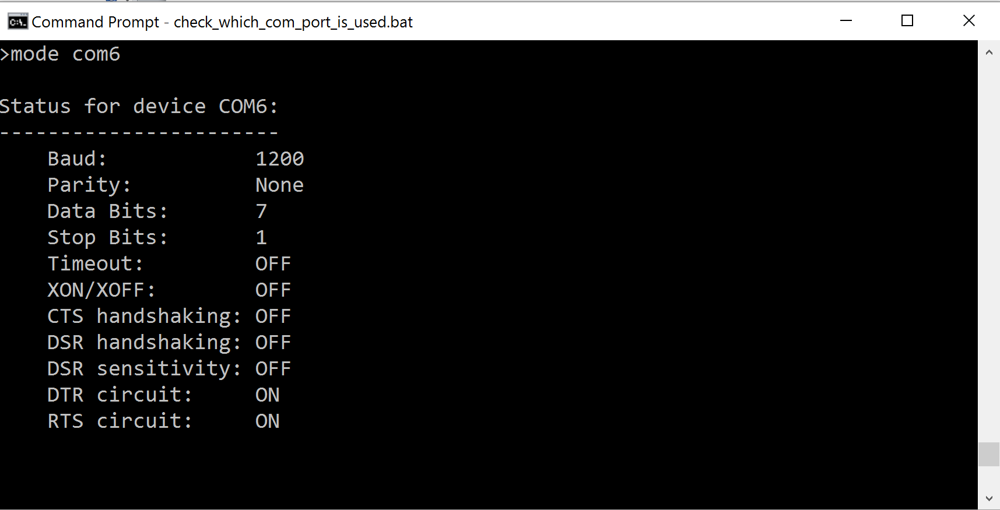 Command Prompt - check_which_com_port_is_used.bat
>mode com6
Status for device COM6:
-----------------------
Baud: 1200
Parity: None
Data Bits: 7
Stop Bits: 1
Timeout: OFF
XON/XOFF: OFF
CTS handshaking: OFF
DSR handshaking: OFF
DSR sensitivity: OFF
DTR circuit: ON
RTS circuit: ON